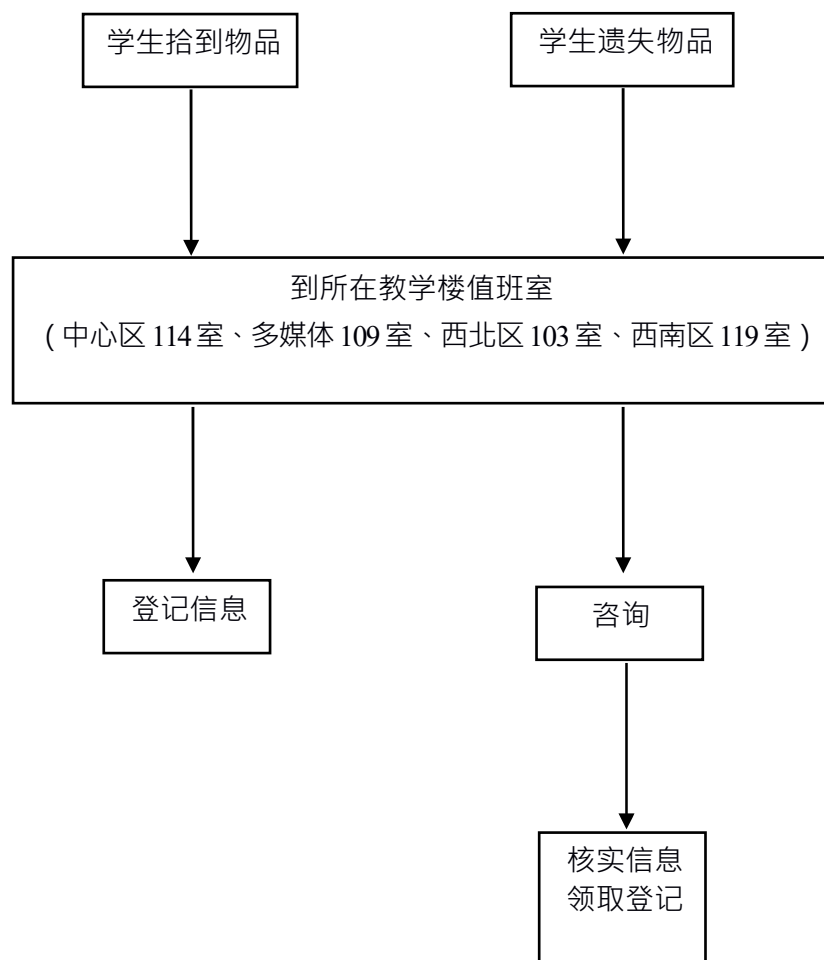 学生拾到物品
学生遗失物品
到所在教学楼值班室
（中心区 114 室、多媒体 109 室、西北区 103 室、西南区 119 室）
登记信息
咨询
核实信息
领取登记